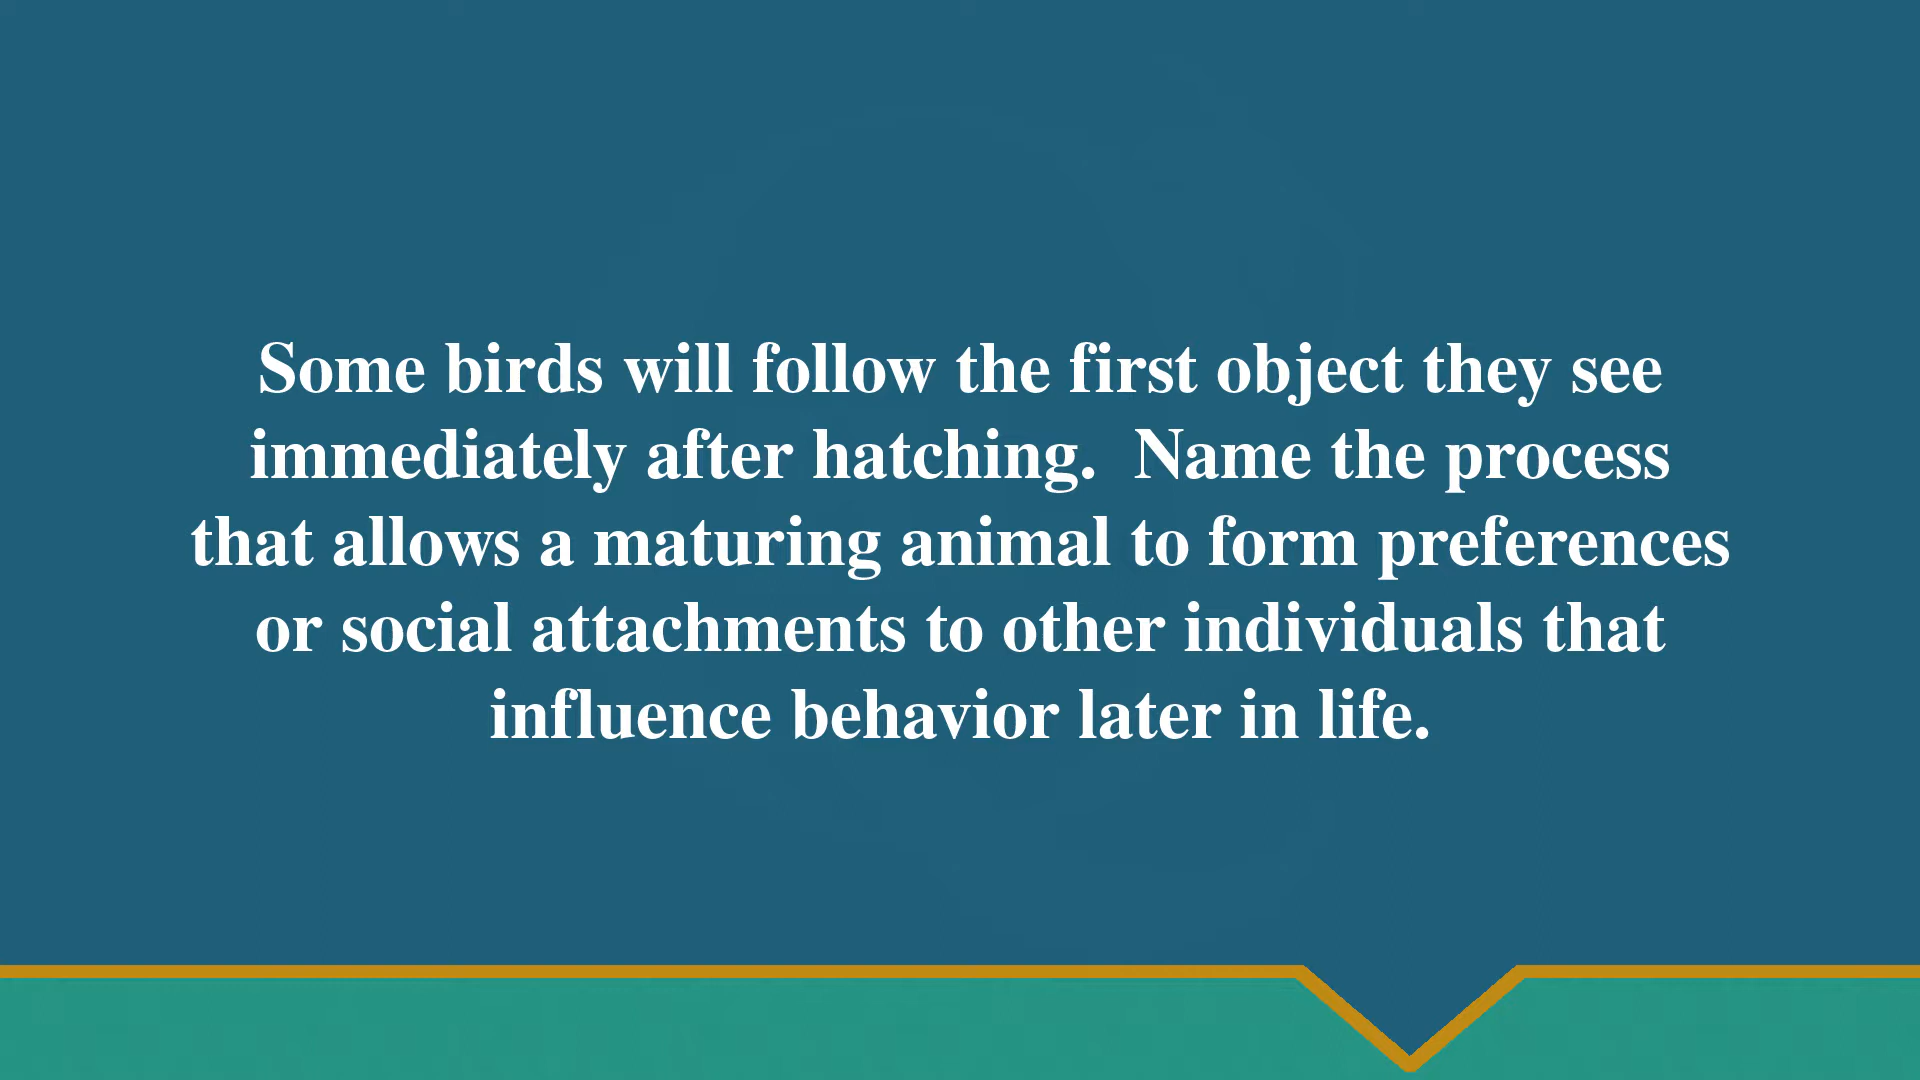 Some birds will follow the first object they see
immediately after hatching.  Name the process
that allows a maturing animal to form preferences
or social attachments to other individuals that
influence behavior later in life.